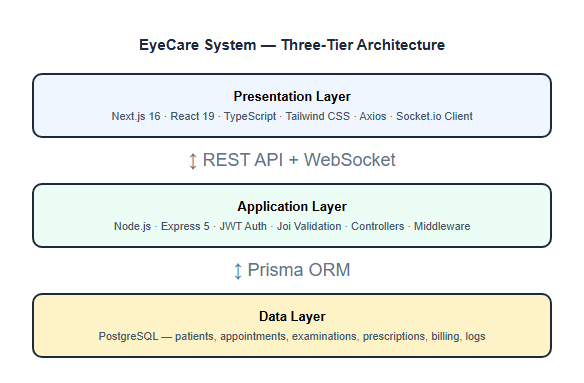 EyeCare System — Three-Tier Architecture
Presentation Layer
Next.js 16 · React 19 · TypeScript · Tailwind CSS · Axios · Socket.io Client
↕ REST API + WebSocket
Application Layer
Node.js · Express 5 · JWT Auth · Joi Validation · Controllers · Middleware
↕ Prisma ORM
Data Layer
PostgreSQL — patients, appointments, examinations, prescriptions, billing, logs